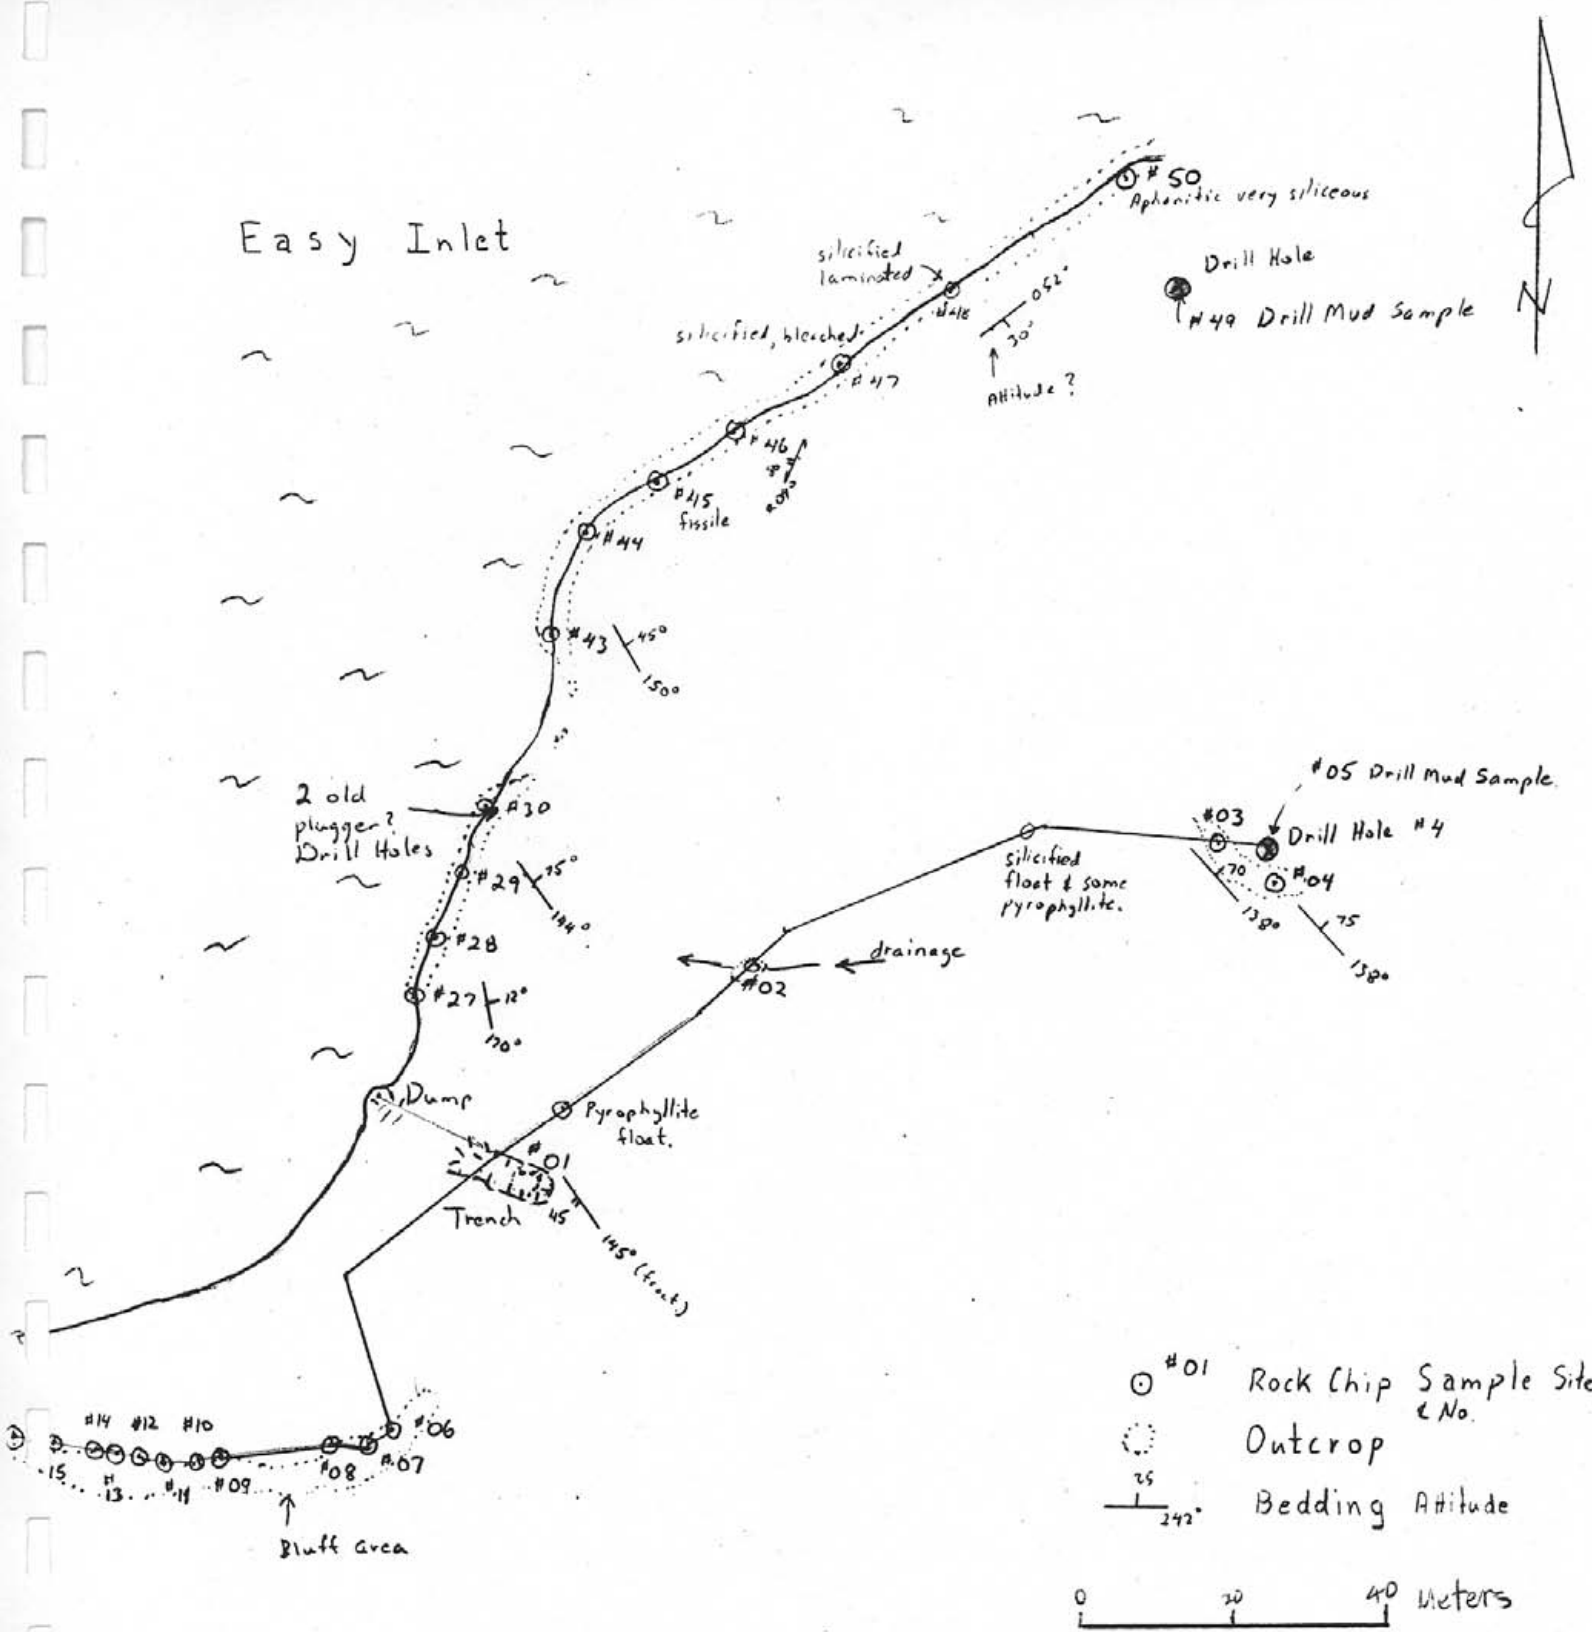 # 50
Aphanitic very siliceous
Easy Inlet
silicified
laminated
Drill Hole
#49 Drill Mud Sample
N
#48
052°
30°
silicified, bleached
#47
Attitude?
#46
#45
fissile
#44
#43
45°
150°
2 old
plugger?
Drill Holes
#30
#05 Drill Mud Sample
#03
Drill Hole #4
silicified
float & some
pyrophyllite.
70
#04
138°
75
138°
#29
75°
144°
#28
drainage
#02
#27
12°
170°
Dump
Pyrophyllite
float.
#01
Trench
45°
145° (float)
#01 Rock Chip Sample Site
& No.
Outcrop
25
242°
Bedding Attitude
0 20 40 Meters
#14 #12 #10
#06
15
#13
#11
#09
#08
#07
Bluff area